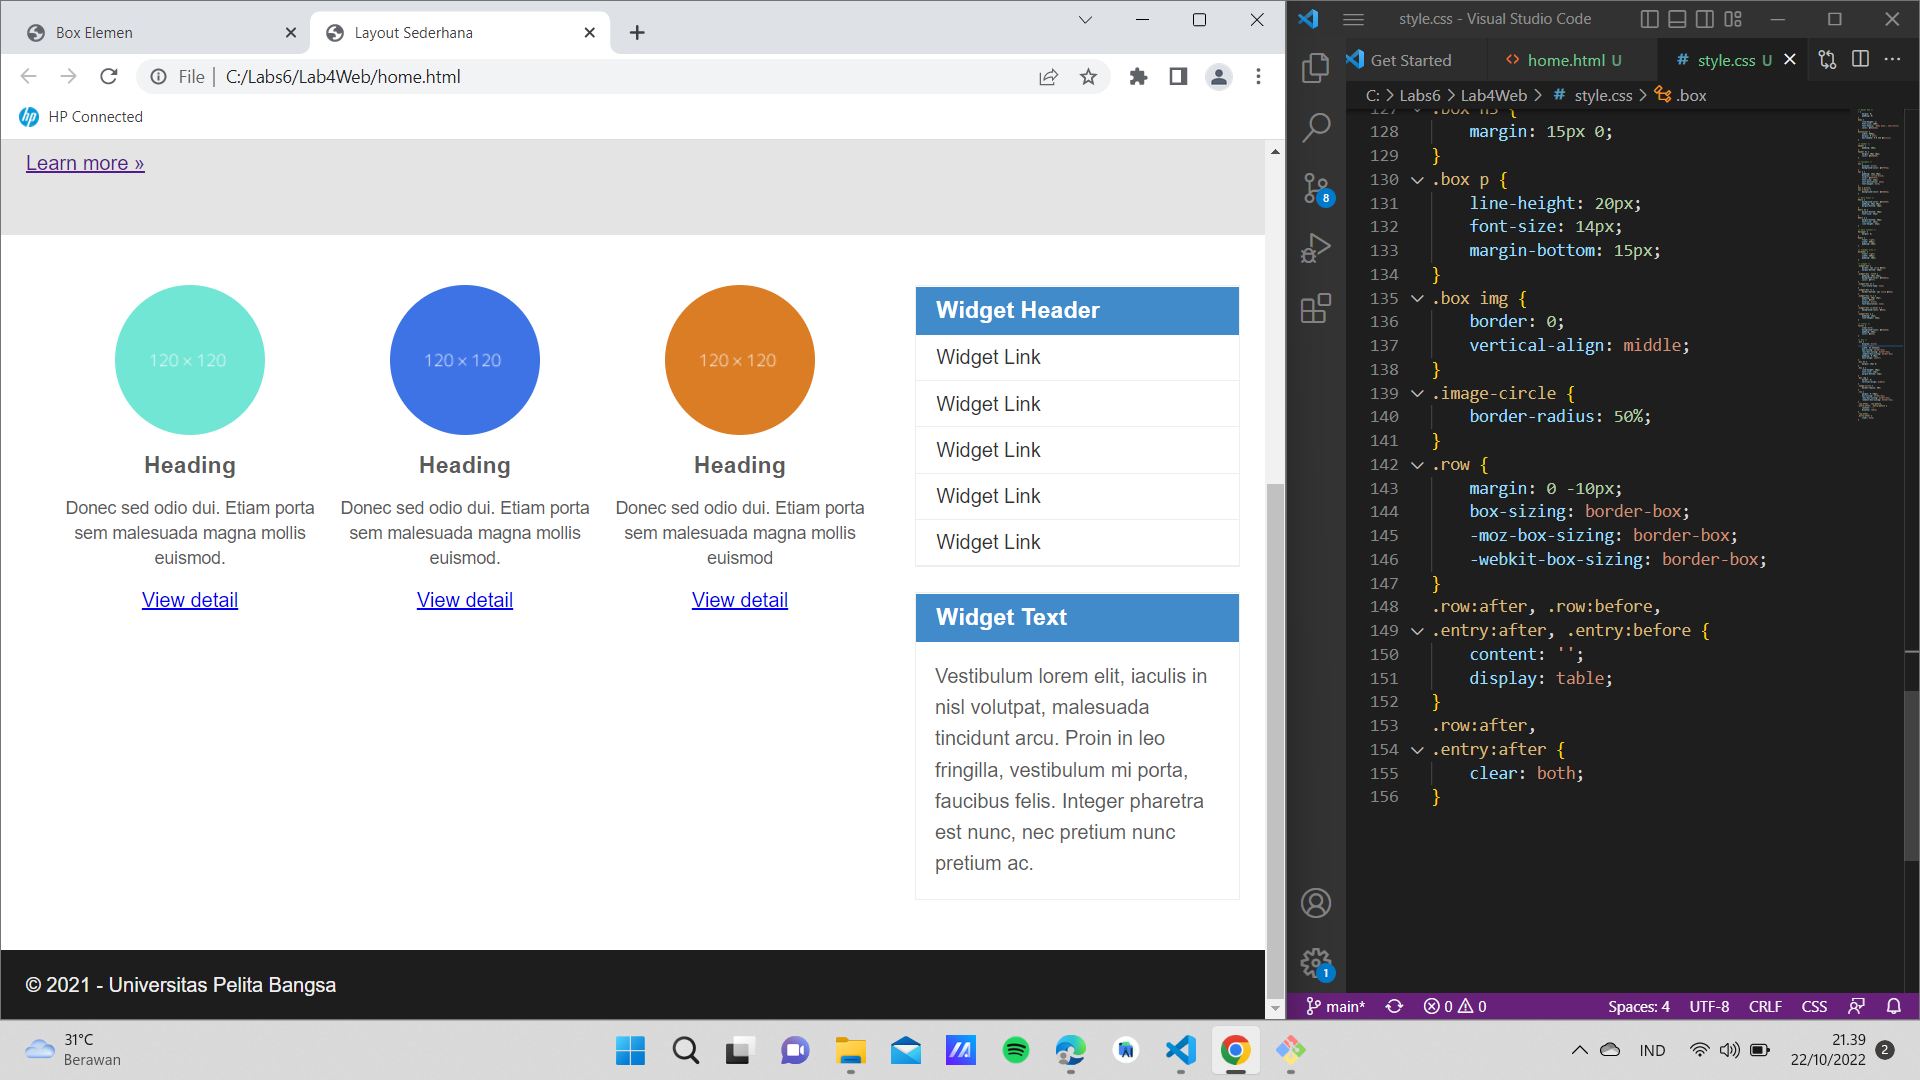 Box Elemen
Layout Sederhana
File | C:/Labs6/Lab4Web/home.html
HP Connected
Learn more »
120 × 120
120 × 120
120 × 120
Heading
Heading
Heading
Donec sed odio dui. Etiam porta
sem malesuada magna mollis
euismod.
Donec sed odio dui. Etiam porta
sem malesuada magna mollis
euismod.
Donec sed odio dui. Etiam porta
sem malesuada magna mollis
euismod
View detail
View detail
View detail
Widget Header
Widget Link
Widget Link
Widget Link
Widget Link
Widget Link
Widget Text
Vestibulum lorem elit, iaculis in
nisl volutpat, malesuada
tincidunt arcu. Proin in leo
fringilla, vestibulum mi porta,
faucibus felis. Integer pharetra
est nunc, nec pretium nunc
pretium ac.
© 2021 - Universitas Pelita Bangsa
style.css - Visual Studio Code
Get Started
home.html U
# style.css U
C: > Labs6 > Lab4Web > # style.css > .box
8
127 .box h3 {
128 margin: 15px 0;
129 }
130 .box p {
131 line-height: 20px;
132 font-size: 14px;
133 margin-bottom: 15px;
134 }
135 .box img {
136 border: 0;
137 vertical-align: middle;
138 }
139 .image-circle {
140 border-radius: 50%;
141 }
142 .row {
143 margin: 0 -10px;
144 box-sizing: border-box;
145 -moz-box-sizing: border-box;
146 -webkit-box-sizing: border-box;
147 }
148 .row:after, .row:before,
149 .entry:after, .entry:before {
150 content: '';
151 display: table;
152 }
153 .row:after,
154 .entry:after {
155 clear: both;
156 }
1
main* 0 0 Spaces: 4 UTF-8 CRLF CSS
31°C
Berawan
IND
21.39
22/10/2022
2